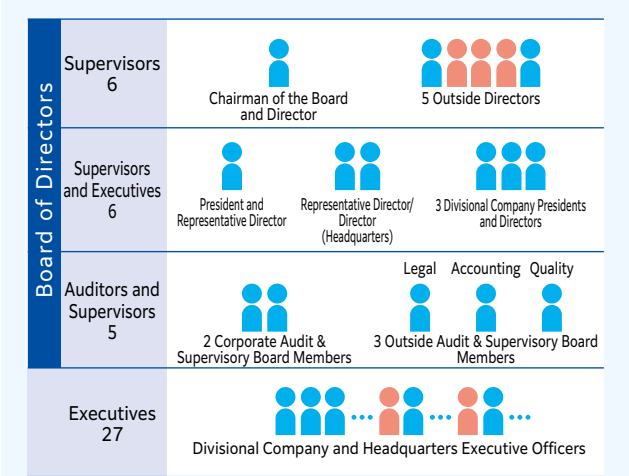 Board of Directors
Supervisors
6
Chairman of the Board
and Director
5 Outside Directors
Supervisors
and Executives
6
President and
Representative Director
Representative Director/
Director
(Headquarters)
3 Divisional Company Presidents
and Directors
Auditors and
Supervisors
5
2 Corporate Audit &
Supervisory Board Members
Legal Accounting Quality
3 Outside Audit & Supervisory Board
Members
Executives
27
Divisional Company and Headquarters Executive Officers